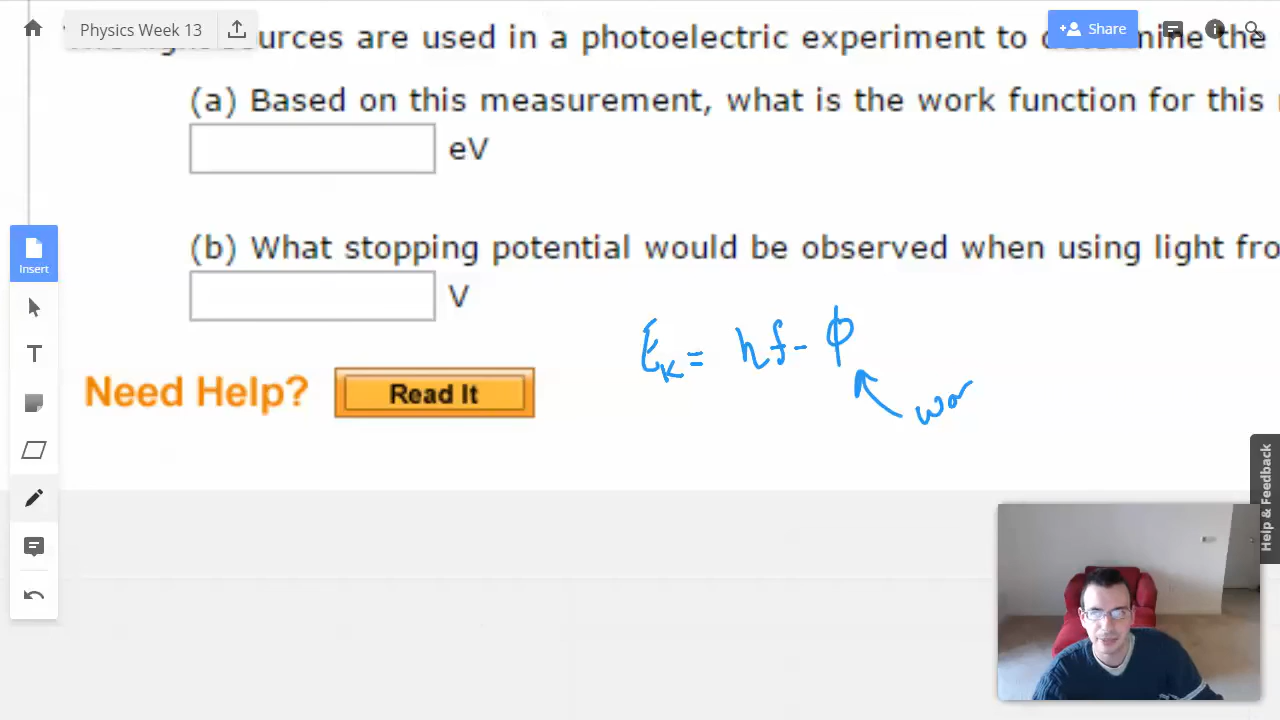 Physics Week 13
sources are used in a photoelectric experiment to determine the
Share
(a) Based on this measurement, what is the work function for this
eV
(b) What stopping potential would be observed when using light fro
V
Insert
E_K = hf - ϕ
wor
Need Help? Read It
Help & Feedback